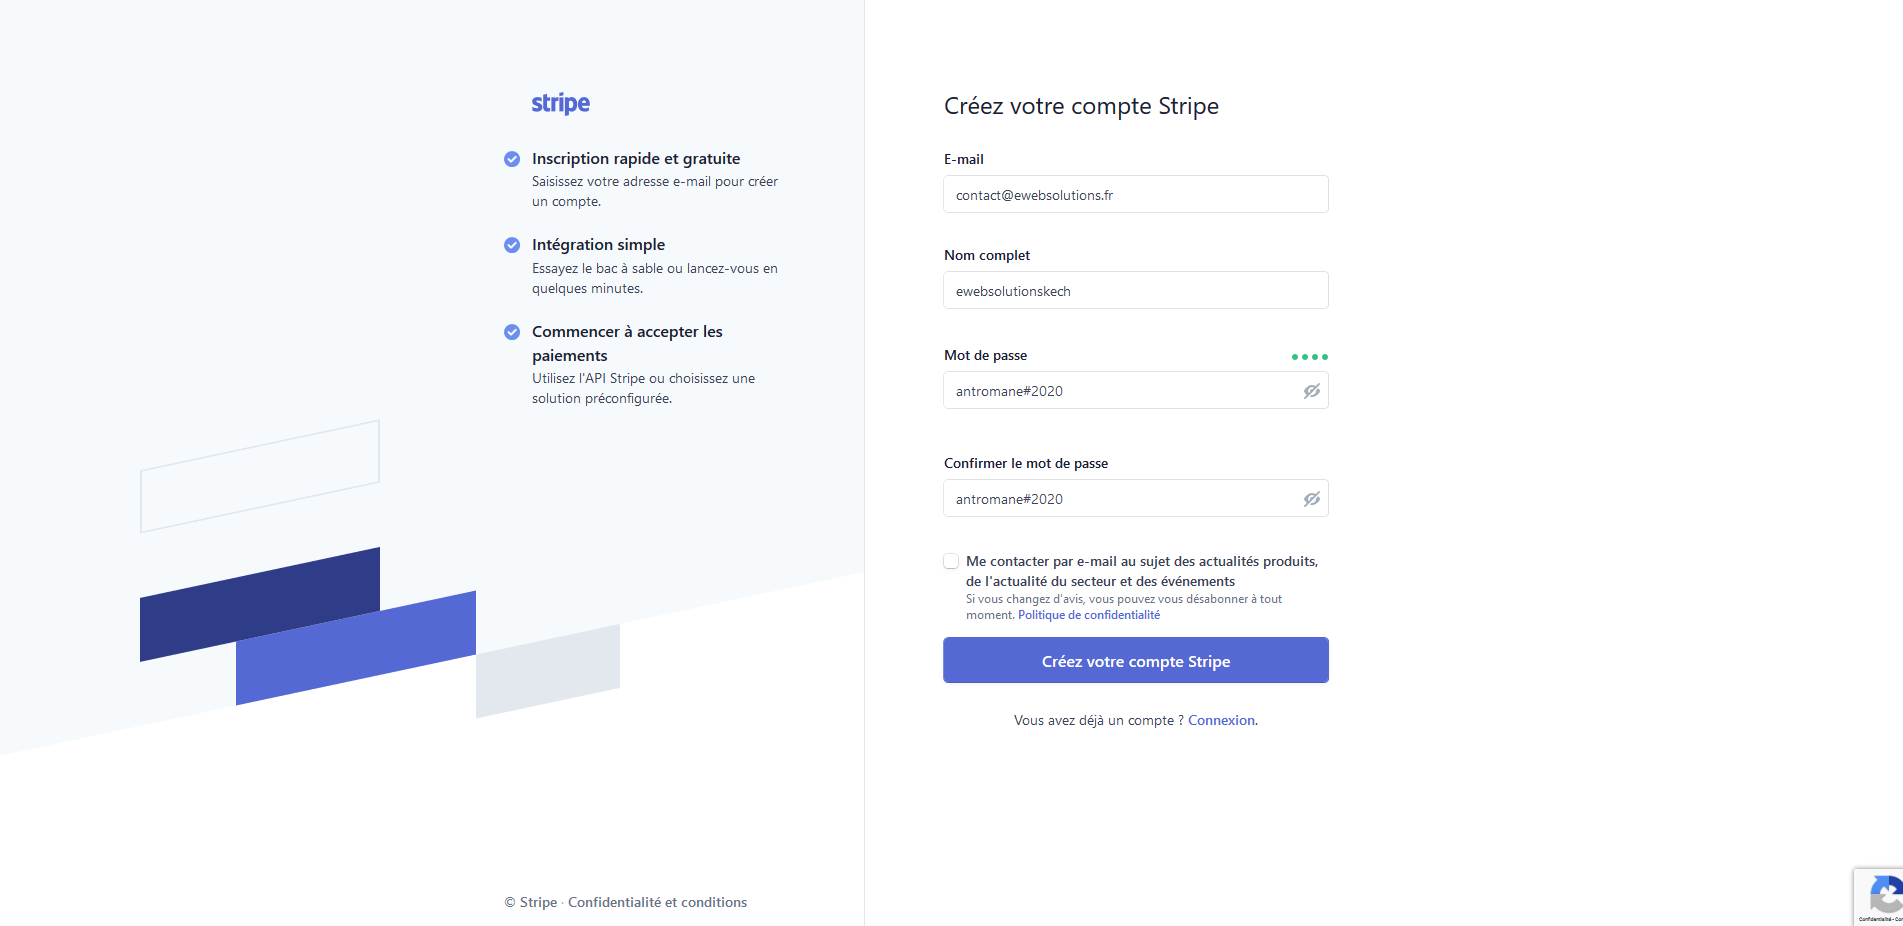 stripe
Inscription rapide et gratuite
Saisissez votre adresse e-mail pour créer
un compte.
Intégration simple
Essayez le bac à sable ou lancez-vous en
quelques minutes.
Commencer à accepter les
paiements
Utilisez l'API Stripe ou choisissez une
solution préconfigurée.
© Stripe · Confidentialité et conditions
Créez votre compte Stripe
E-mail
contact@ewebsolutions.fr
Nom complet
ewebsolutionskech
Mot de passe
antromane#2020
Confirmer le mot de passe
antromane#2020
Me contacter par e-mail au sujet des actualités produits,
de l'actualité du secteur et des événements
Si vous changez d'avis, vous pouvez vous désabonner à tout
moment. Politique de confidentialité
Créez votre compte Stripe
Vous avez déjà un compte ? Connexion.
Confidentialité - Con